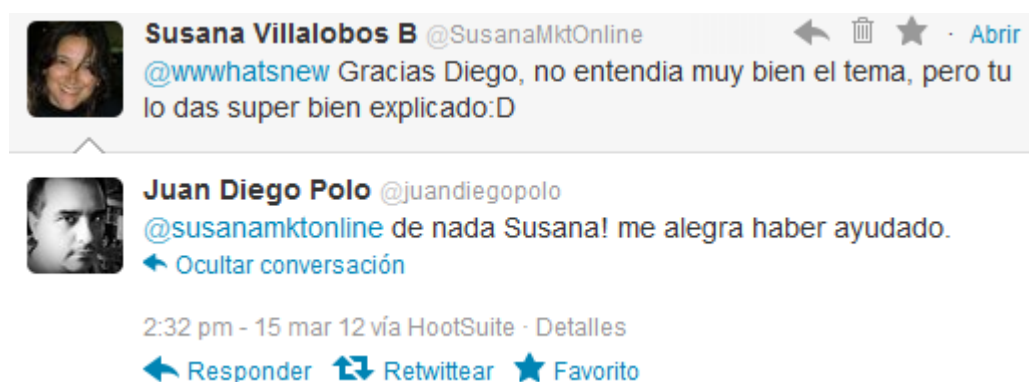 Susana Villalobos B @SusanaMktOnline · Abrir
@wwwhatsnew Gracias Diego, no entendia muy bien el tema, pero tu
lo das super bien explicado:D
Juan Diego Polo @juandiegopolo
@susanamktonline de nada Susana! me alegra haber ayudado.
Ocultar conversación
2:32 pm - 15 mar 12 vía HootSuite · Detalles
Responder Retwittear Favorito